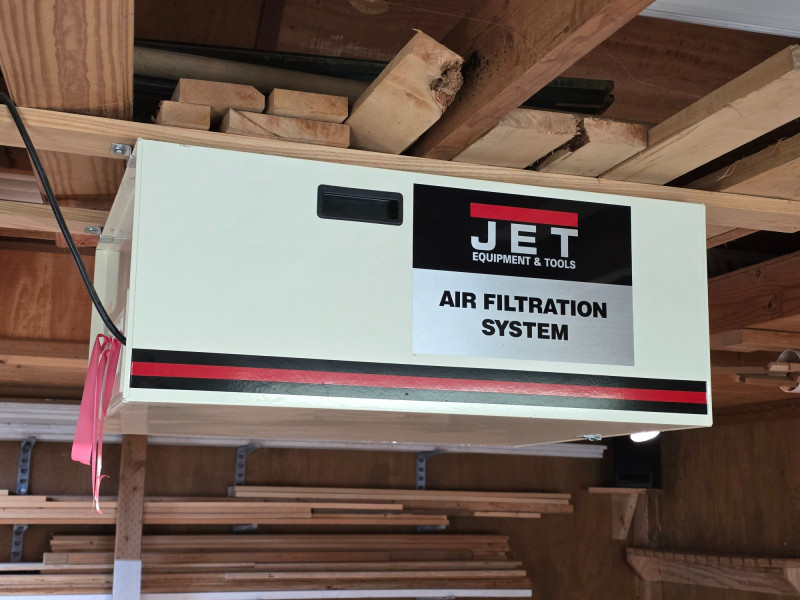 JET
EQUIPMENT & TOOLS
AIR FILTRATION
SYSTEM